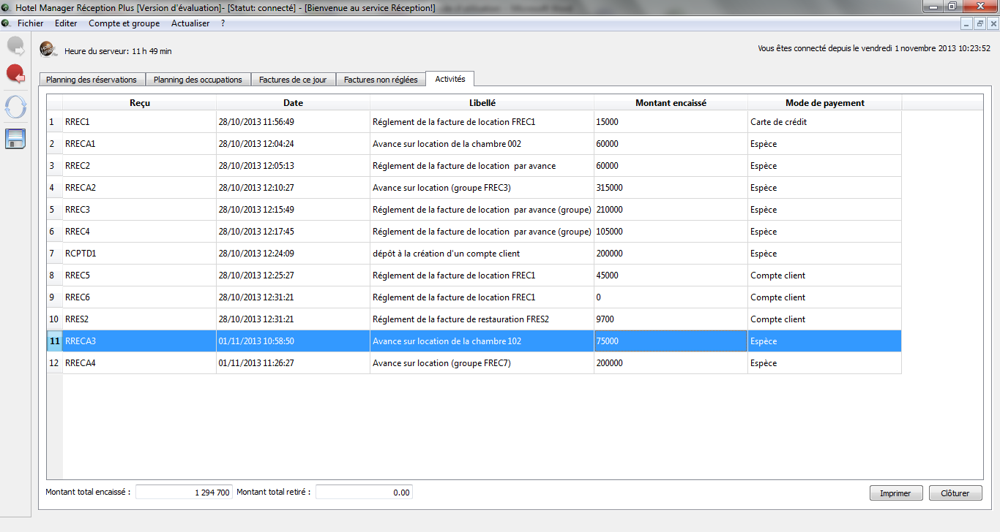 Hotel Manager Réception Plus [Version d'évaluation]- [Statut: connecté] - [Bienvenue au service Réception!]
Fichier Editer Compte et groupe Actualiser ?
Heure du serveur: 11 h 49 min
Vous êtes connecté depuis le vendredi 1 novembre 2013 10:23:52
Planning des réservations Planning des occupations Factures de ce jour Factures non réglées Activités
Reçu Date Libellé Montant encaissé Mode de payement
1 RREC1 28/10/2013 11:56:49 Réglement de la facture de location FREC1 15000 Carte de crédit
2 RRECA1 28/10/2013 12:04:24 Avance sur location de la chambre 002 60000 Espèce
3 RREC2 28/10/2013 12:05:13 Réglement de la facture de location par avance 60000 Espèce
4 RRECA2 28/10/2013 12:10:27 Avance sur location (groupe FREC3) 315000 Espèce
5 RREC3 28/10/2013 12:15:49 Réglement de la facture de location par avance (groupe) 210000 Espèce
6 RREC4 28/10/2013 12:17:45 Réglement de la facture de location par avance (groupe) 105000 Espèce
7 RCPTD1 28/10/2013 12:24:09 dépôt à la création d'un compte client 200000 Espèce
8 RREC5 28/10/2013 12:25:27 Réglement de la facture de location FREC1 45000 Compte client
9 RREC6 28/10/2013 12:31:21 Réglement de la facture de location FREC1 0 Compte client
10 RRES2 28/10/2013 12:31:21 Réglement de la facture de restauration FRES2 9700 Compte client
11 RRECA3 01/11/2013 10:58:50 Avance sur location de la chambre 102 75000 Espèce
12 RRECA4 01/11/2013 11:26:27 Avance sur location (groupe FREC7) 200000 Espèce
Montant total encaissé : 1 294 700 Montant total retiré : 0.00
Imprimer Clôturer